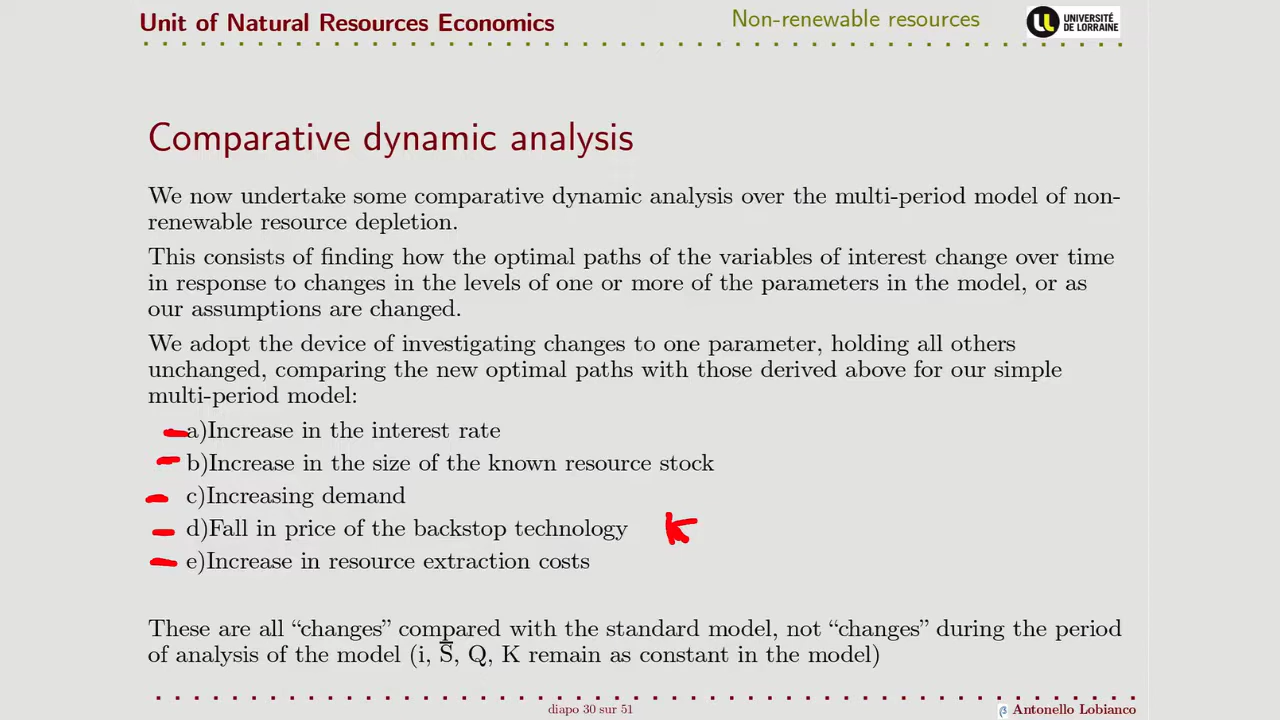 Unit of Natural Resources Economics
Non-renewable resources
UL UNIVERSITÉ
DE LORRAINE
Comparative dynamic analysis
We now undertake some comparative dynamic analysis over the multi-period model of non-
renewable resource depletion.
This consists of finding how the optimal paths of the variables of interest change over time
in response to changes in the levels of one or more of the parameters in the model, or as
our assumptions are changed.
We adopt the device of investigating changes to one parameter, holding all others
unchanged, comparing the new optimal paths with those derived above for our simple
multi-period model:
a)Increase in the interest rate
b)Increase in the size of the known resource stock
c)Increasing demand
d)Fall in price of the backstop technology K
e)Increase in resource extraction costs
These are all “changes” compared with the standard model, not “changes” during the period
of analysis of the model (i, S̅, Q, K remain as constant in the model)
diapo 30 sur 51
β Antonello Lobianco